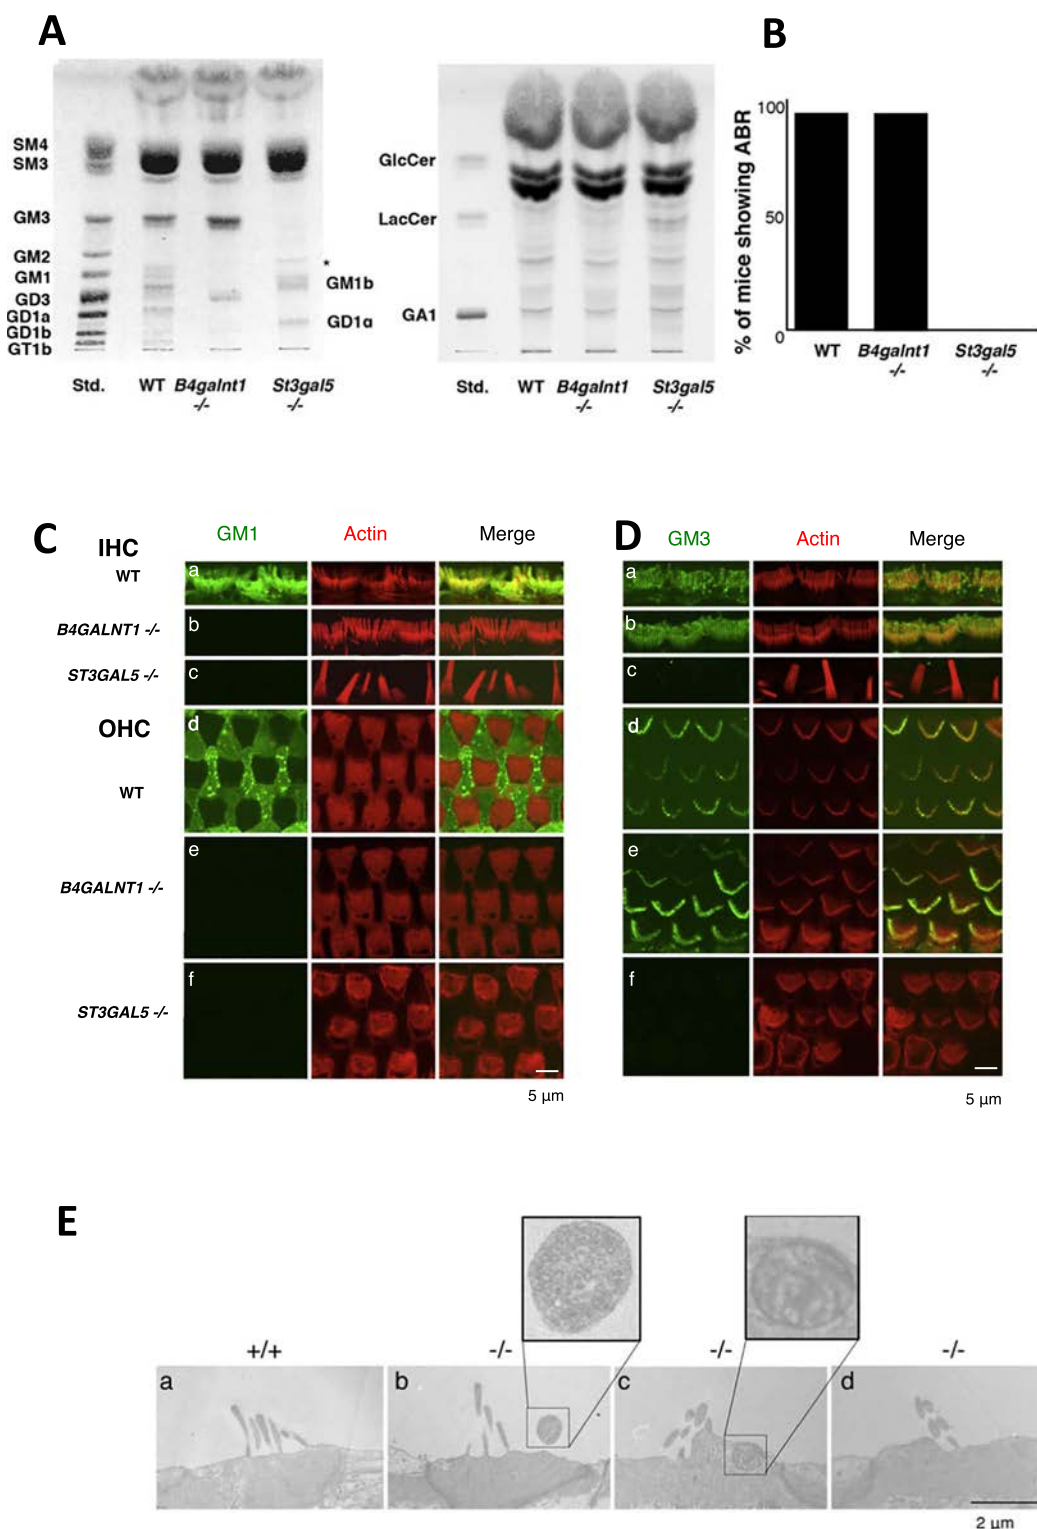 A
SM4
SM3
GM3
GM2
GM1
GD3
GD1a
GD1b
GT1b
*
GM1b
GD1α
Std. WT B4galnt1 -/- St3gal5 -/-
GlcCer
LacCer
GA1
Std. WT B4galnt1 -/- St3gal5 -/-
B
% of mice showing ABR
100
50
0
WT B4galnt1 -/- St3gal5 -/-
C
GM1 Actin Merge
IHC
WT
a
B4GALNT1 -/-
b
ST3GAL5 -/-
c
OHC
d
WT
e
B4GALNT1 -/-
f
ST3GAL5 -/-
5 µm
D
GM3 Actin Merge
a
b
c
d
e
f
5 µm
E
+/+ -/- -/- -/-
a b c d
2 µm